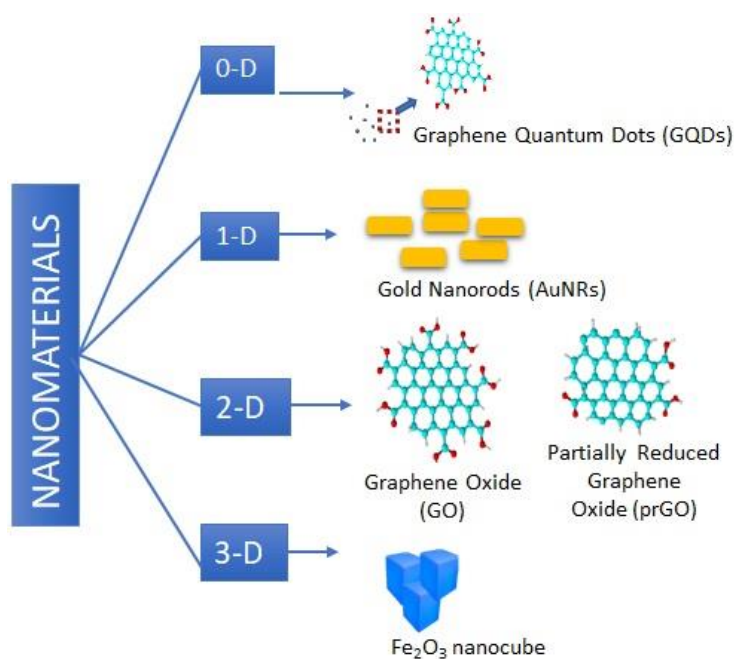 NANOMATERIALS
0-D
Graphene Quantum Dots (GQDs)
1-D
Gold Nanorods (AuNRs)
2-D
Graphene Oxide
(GO)
Partially Reduced
Graphene
Oxide (prGO)
3-D
Fe₂O₃ nanocube